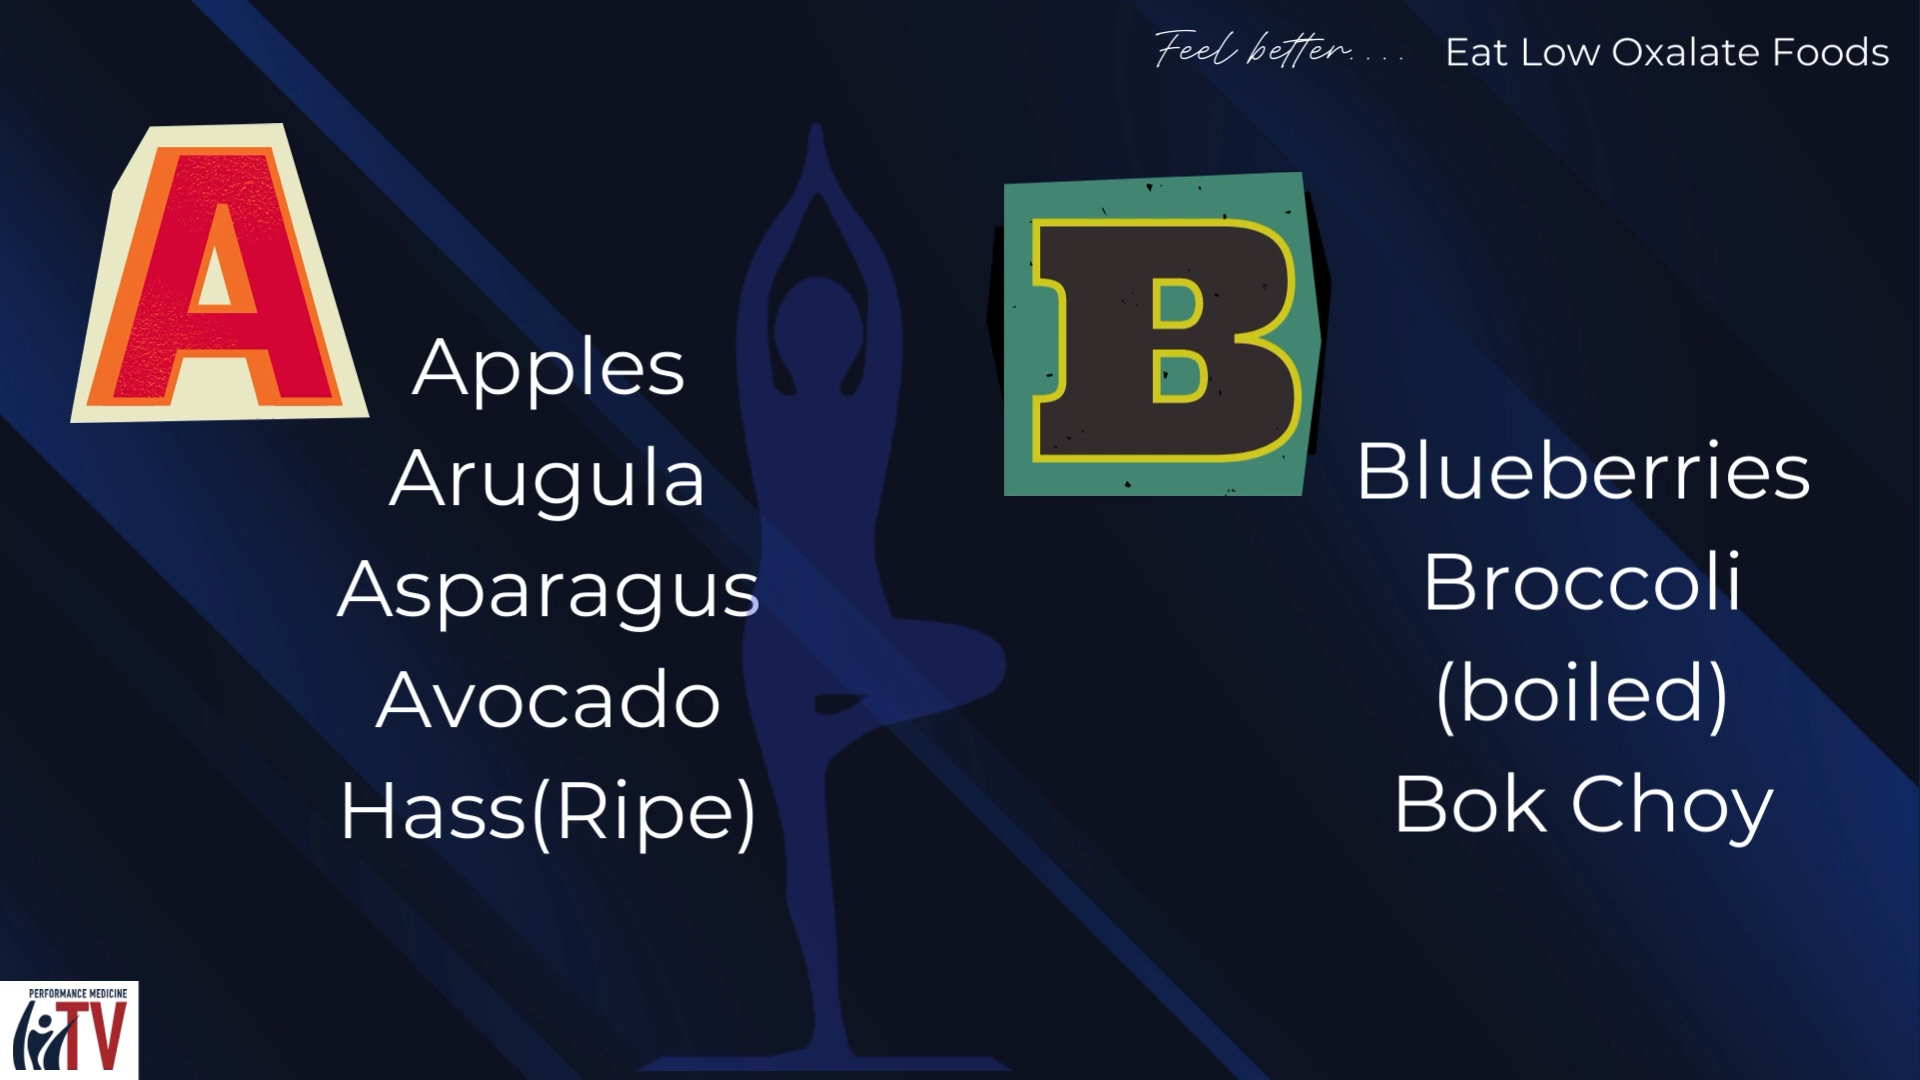 Feel better.... Eat Low Oxalate Foods
A
Apples
Arugula
Asparagus
Avocado
Hass(Ripe)
B
Blueberries
Broccoli
(boiled)
Bok Choy
PERFORMANCE MEDICINE
TV